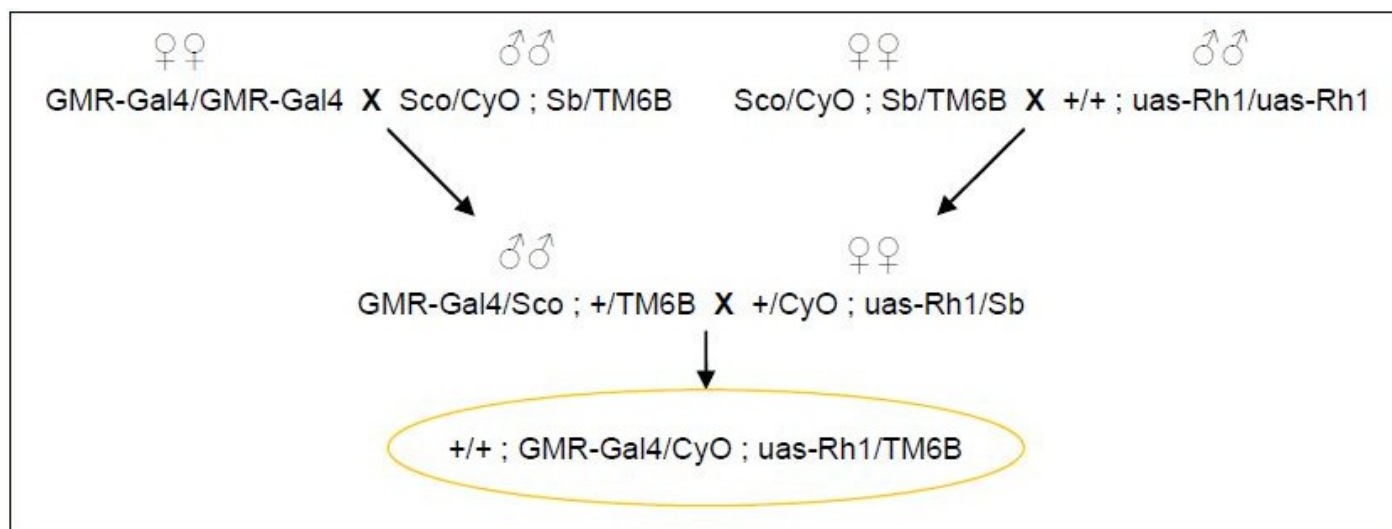 ♀♀ ♂♂ ♀♀ ♂♂
GMR-Gal4/GMR-Gal4 X Sco/CyO ; Sb/TM6B Sco/CyO ; Sb/TM6B X +/+ ; uas-Rh1/uas-Rh1
♂♂ ♀♀
GMR-Gal4/Sco ; +/TM6B X +/CyO ; uas-Rh1/Sb
+/+ ; GMR-Gal4/CyO ; uas-Rh1/TM6B